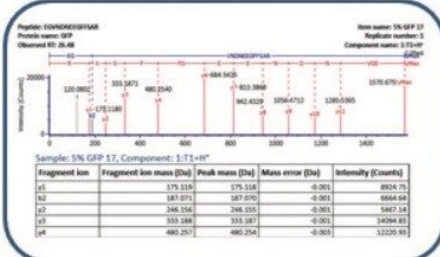 Peptide: EGVNDNEEGFFSAR
Protein name: GFP
Observed RT: 26.48
Item name: 5% GFP 17
Replicate number: 1
Component name: 1:T1+H*
20000
0
Intensity (Counts)
120.0802
175.1180
333.1871
480.2540
684.3426
813.3868
942.4329
1056.4712
1285.5365
1570.675
0 200 400 600 800 1000 1200 1400
Sample: 5% GFP 17, Component: 1:T1+H*
Fragment ion Fragment ion mass (Da) Peak mass (Da) Mass error (Da) Intensity (Counts)
y1 175.119 175.118 -0.001 8924.75
b2 187.071 187.070 -0.001 6664.64
y2 246.156 246.155 -0.001 5467.14
y3 333.188 333.187 -0.001 14094.83
y4 480.257 480.254 -0.003 12220.93